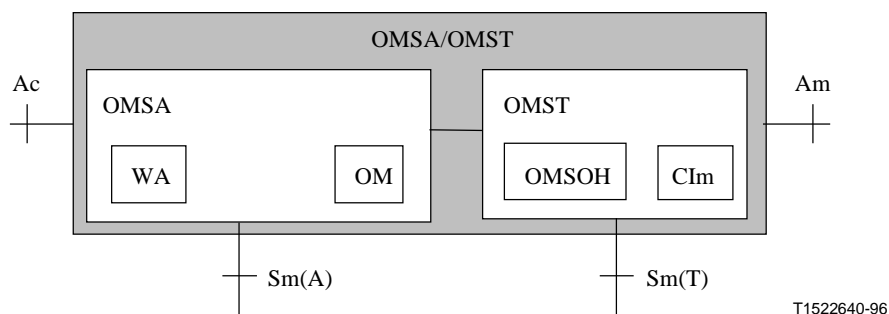 OMSA/OMST
Ac
Am
OMSA
OMST
WA
OM
OMSOH
CIm
Sm(A)
Sm(T)
T1522640-96